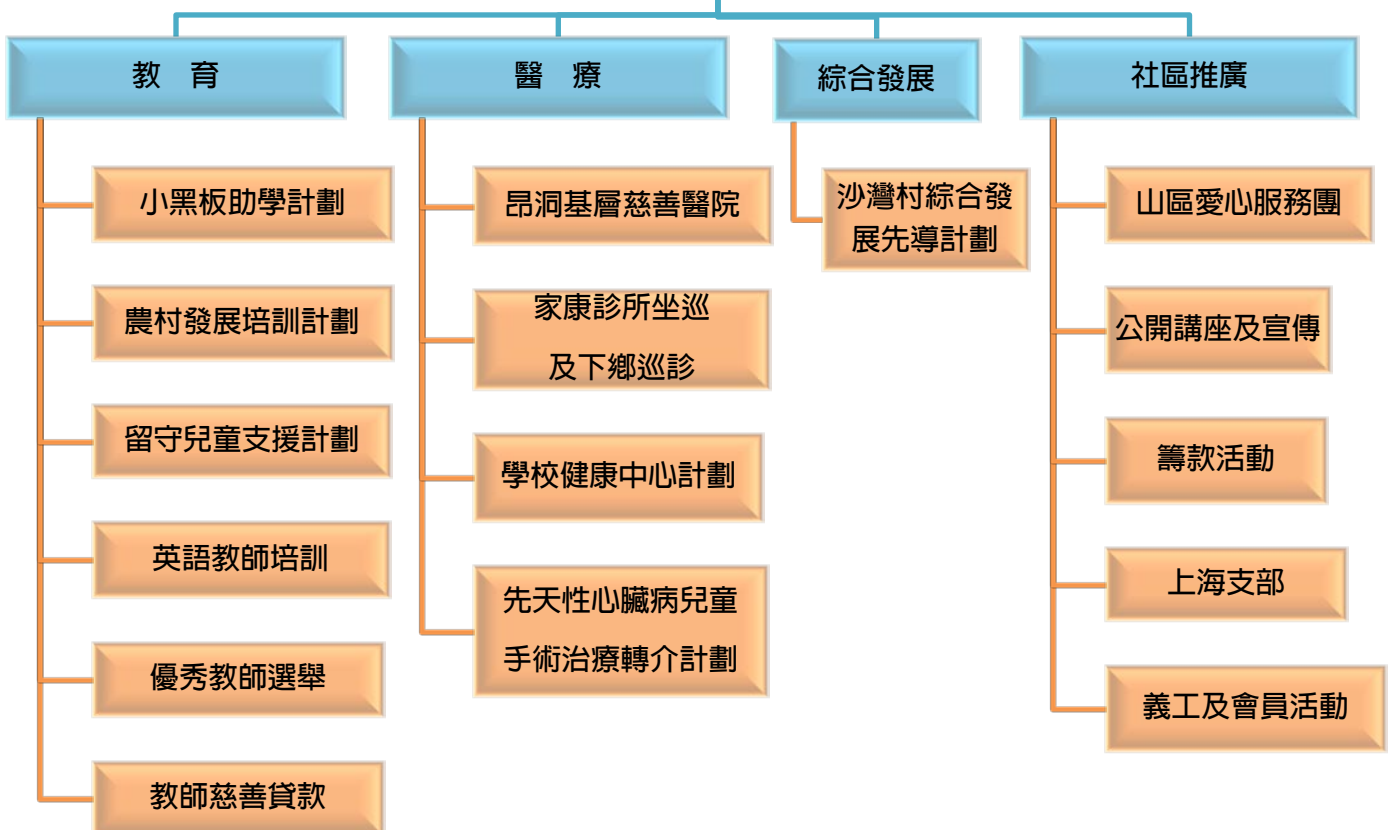 教 育
小黑板助學計劃
農村發展培訓計劃
留守兒童支援計劃
英語教師培訓
優秀教師選舉
教師慈善貸款
醫 療
昂洞基層慈善醫院
家康診所坐巡
及下鄉巡診
學校健康中心計劃
先天性心臟病兒童
手術治療轉介計劃
綜合發展
沙灣村綜合發
展先導計劃
社區推廣
山區愛心服務團
公開講座及宣傳
籌款活動
上海支部
義工及會員活動